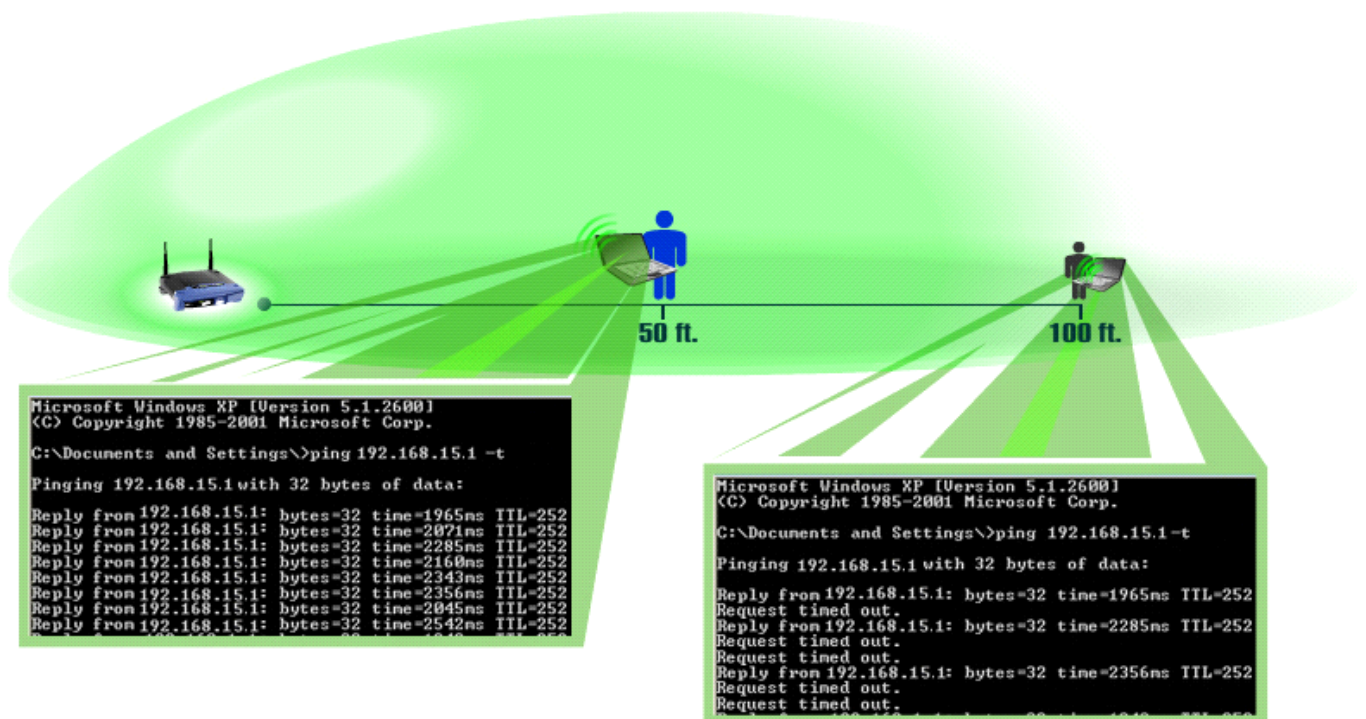 50 ft.
100 ft.
Microsoft Windows XP [Version 5.1.2600]
(C) Copyright 1985-2001 Microsoft Corp.
C:\Documents and Settings\>ping 192.168.15.1 -t
Pinging 192.168.15.1 with 32 bytes of data:
Reply from 192.168.15.1: bytes=32 time=1965ms TTL=252
Reply from 192.168.15.1: bytes=32 time=2071ms TTL=252
Reply from 192.168.15.1: bytes=32 time=2285ms TTL=252
Reply from 192.168.15.1: bytes=32 time=2160ms TTL=252
Reply from 192.168.15.1: bytes=32 time=2343ms TTL=252
Reply from 192.168.15.1: bytes=32 time=2356ms TTL=252
Reply from 192.168.15.1: bytes=32 time=2045ms TTL=252
Reply from 192.168.15.1: bytes=32 time=2542ms TTL=252
Microsoft Windows XP [Version 5.1.2600]
(C) Copyright 1985-2001 Microsoft Corp.
C:\Documents and Settings\>ping 192.168.15.1-t
Pinging 192.168.15.1 with 32 bytes of data:
Reply from 192.168.15.1: bytes=32 time=1965ms TTL=252
Request timed out.
Reply from 192.168.15.1: bytes=32 time=2285ms TTL=252
Request timed out.
Request timed out.
Reply from 192.168.15.1: bytes=32 time=2356ms TTL=252
Request timed out.
Request timed out.